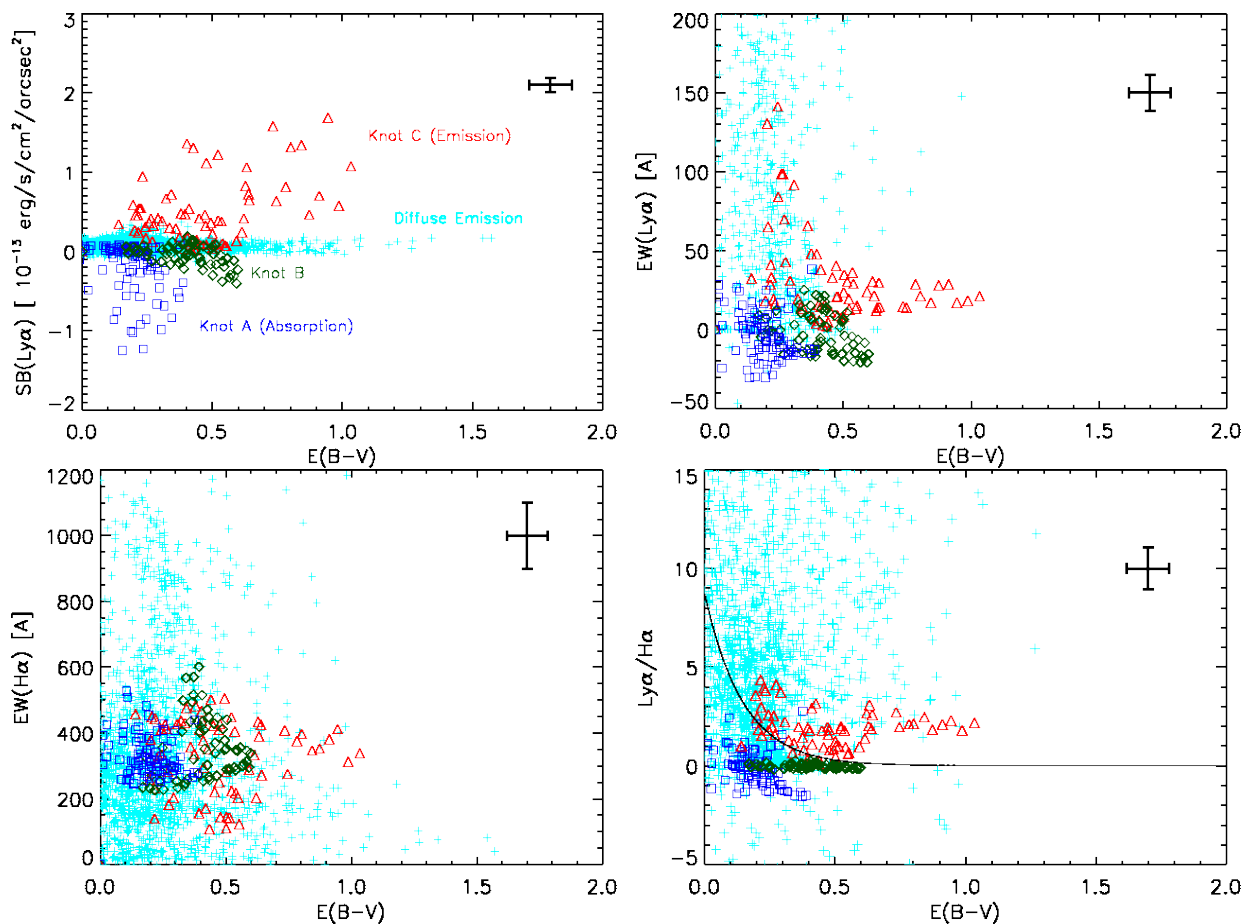 SB(Lyα) [ 10⁻¹³ erg/s/cm²/arcsec²]
3
2
1
0
−1
−2
Knot C (Emission)
Diffuse Emission
Knot B
Knot A (Absorption)
0.0 0.5 1.0 1.5 2.0
E(B−V)
EW(Lyα) [A]
200
150
100
50
0
−50
0.0 0.5 1.0 1.5 2.0
E(B−V)
EW(Hα) [A]
1200
1000
800
600
400
200
0
0.0 0.5 1.0 1.5 2.0
E(B−V)
Lyα/Hα
15
10
5
0
−5
0.0 0.5 1.0 1.5 2.0
E(B−V)